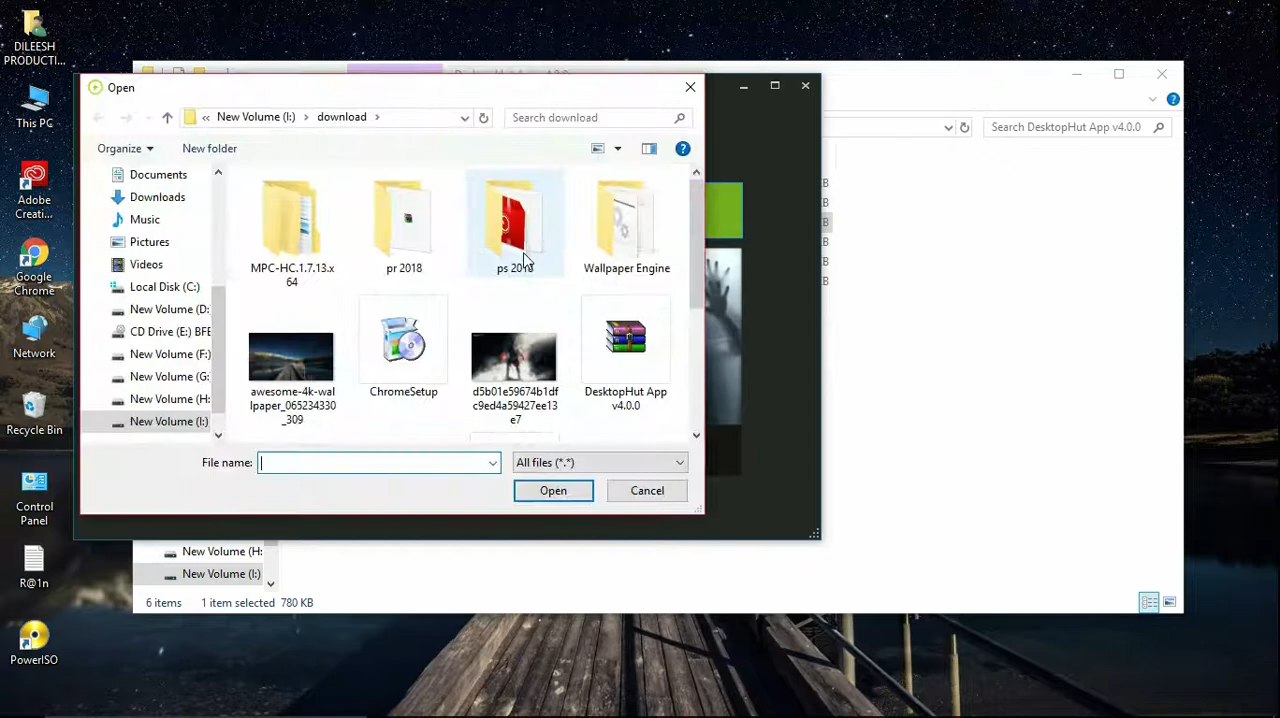 DILEESH
PRODUCTI...
This PC
Adobe
Creati...
Google
Chrome
Network
Recycle Bin
Control
Panel
R@1n
PowerISO
Open
« New Volume (I:) > download >
Search download
Organize
New folder
Documents
Downloads
Music
Pictures
Videos
Local Disk (C:)
New Volume (D:
CD Drive (E:) BFE
New Volume (F:)
New Volume (G:
New Volume (H:
New Volume (I:)
MPC-HC.1.7.13.x
64
pr 2018
ps 2018
Wallpaper Engine
awesome-4k-wal
lpaper_065234330
_309
ChromeSetup
d5b01e59674b1df
c9ed4a59427ee13
e7
DesktopHut App
v4.0.0
File name:
All files (*.*)
Open
Cancel
Search DesktopHut App v4.0.0
New Volume (H:
New Volume (I:)
6 items
1 item selected 780 KB